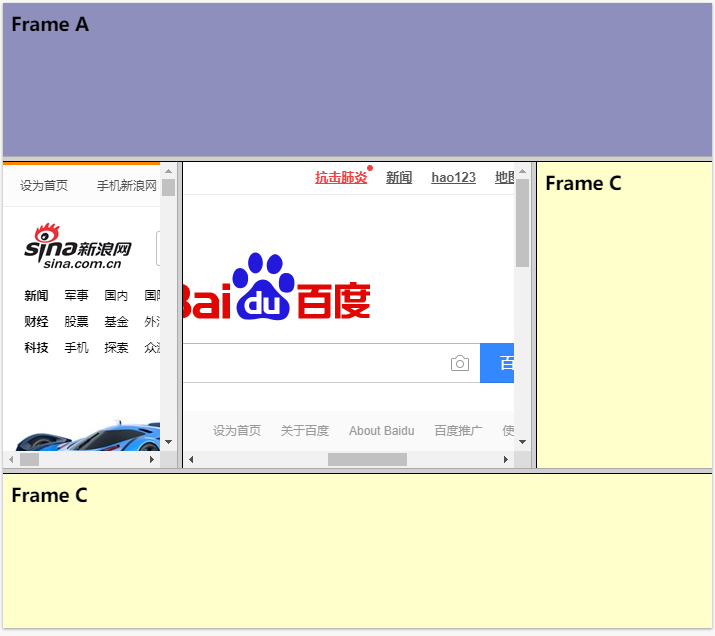 Frame A
设为首页 手机新浪网
sina新浪网
sina.com.cn
新闻 军事 国内 国际
财经 股票 基金 外汇
科技 手机 探索 众测
抗击肺炎 新闻 hao123 地图
Bai du 百度
百
设为首页 关于百度 About Baidu 百度推广 使
Frame C
Frame C